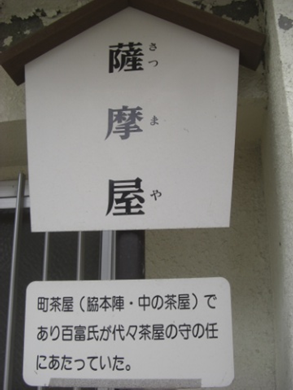 薩摩屋
さつまや
町茶屋（脇本陣・中の茶屋）で
あり百富氏が代々茶屋の守の任
にあたっていた。